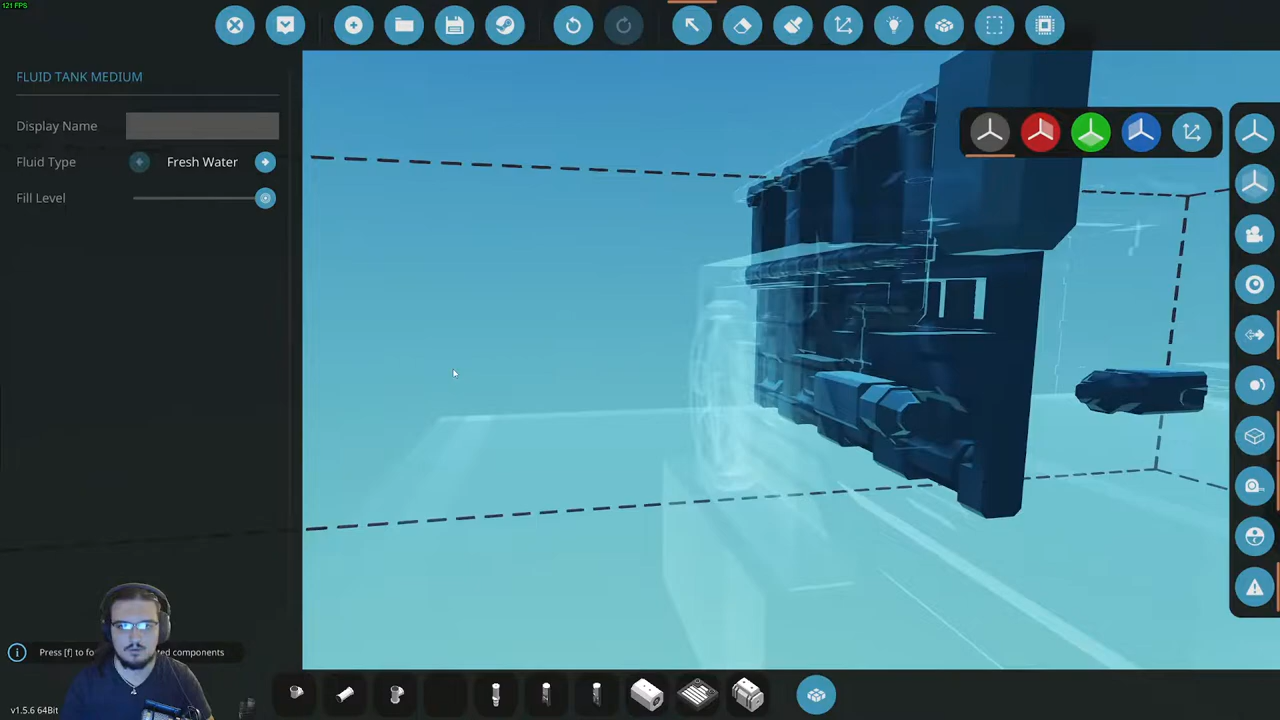 121 FPS
FLUID TANK MEDIUM
Display Name
Fluid Type
Fresh Water
Fill Level
Press [f] to fo
ted components
v1.5.6 64Bit